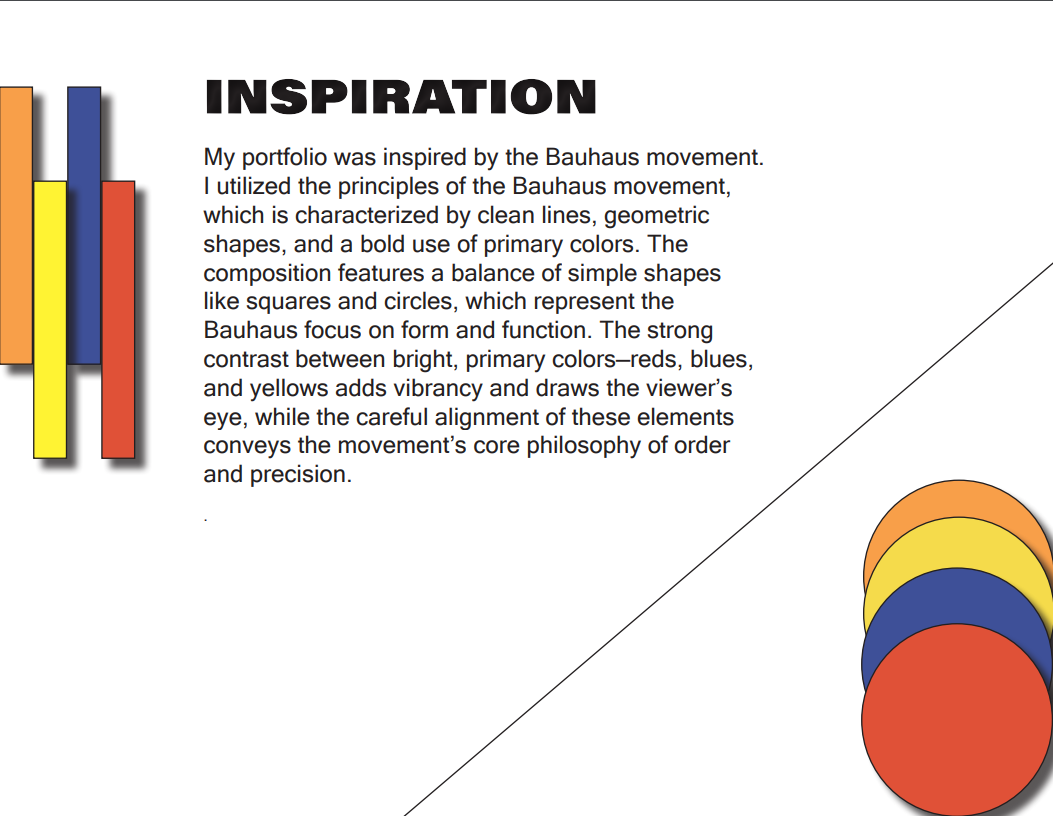 INSPIRATION
My portfolio was inspired by the Bauhaus movement.
I utilized the principles of the Bauhaus movement,
which is characterized by clean lines, geometric
shapes, and a bold use of primary colors. The
composition features a balance of simple shapes
like squares and circles, which represent the
Bauhaus focus on form and function. The strong
contrast between bright, primary colors—reds, blues,
and yellows adds vibrancy and draws the viewer’s
eye, while the careful alignment of these elements
conveys the movement’s core philosophy of order
and precision.
.